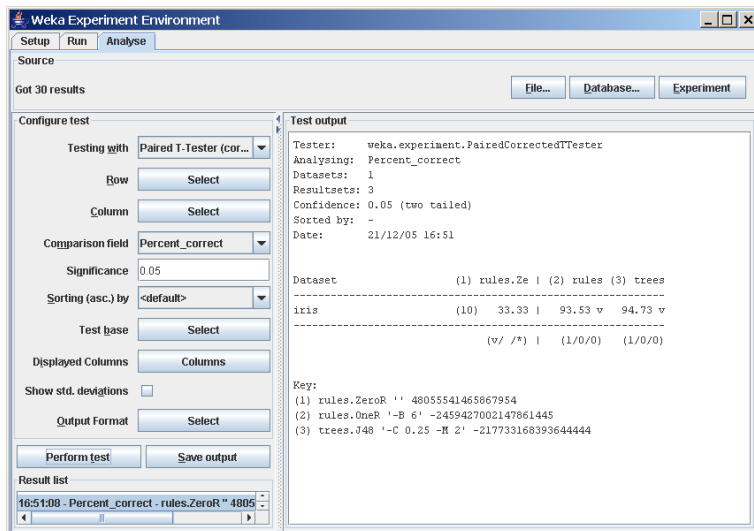 Weka Experiment Environment
Setup Run Analyse
Source
Got 30 results
File... Database... Experiment
Configure test
Testing with Paired T-Tester (cor...
Row Select
Column Select
Comparison field Percent_correct
Significance 0.05
Sorting (asc.) by <default>
Test base Select
Displayed Columns Columns
Show std. deviations
Output Format Select
Perform test Save output
Result list
16:51:08 - Percent_correct - rules.ZeroR '' 4805
Test output
Tester: weka.experiment.PairedCorrectedTTester
Analysing: Percent_correct
Datasets: 1
Resultsets: 3
Confidence: 0.05 (two tailed)
Sorted by: -
Date: 21/12/05 16:51
Dataset (1) rules.Ze | (2) rules (3) trees
--------------------------------------------------------------
iris (10) 33.33 | 93.53 v 94.73 v
--------------------------------------------------------------
(v/ /*) | (1/0/0) (1/0/0)
Key:
(1) rules.ZeroR '' 48055541465867954
(2) rules.OneR '-B 6' -2459427002147861445
(3) trees.J48 '-C 0.25 -M 2' -217733168393644444